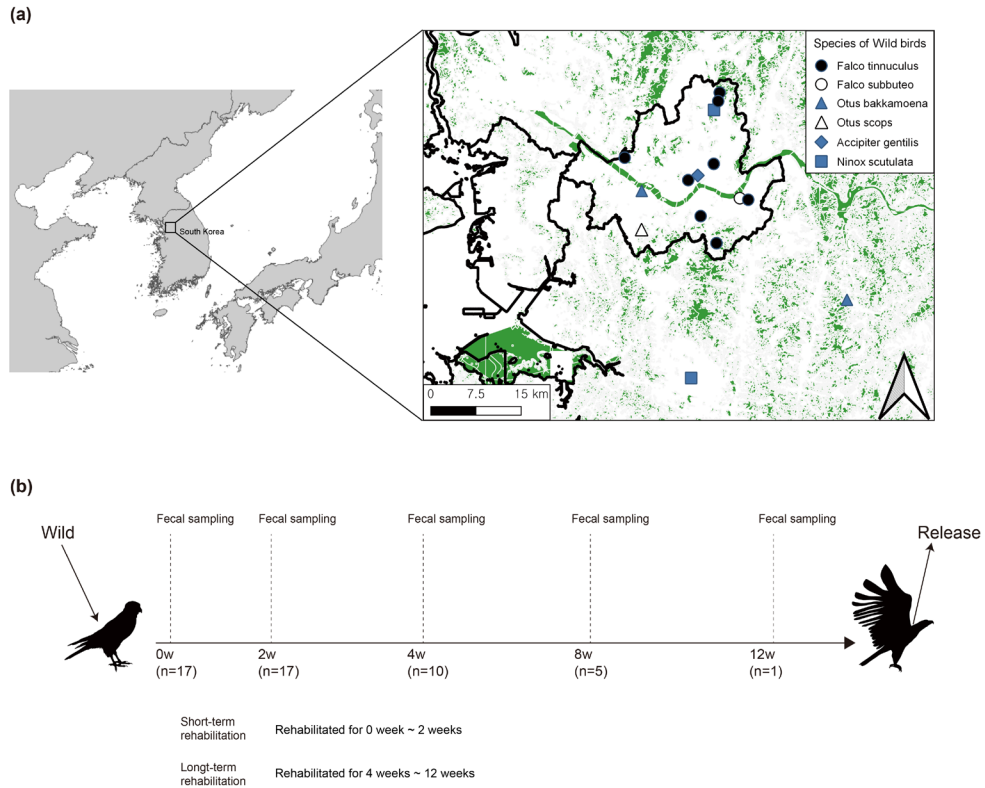 (a)
South Korea
Species of Wild birds
Falco tinnuculus
Falco subbuteo
Otus bakkamoena
Otus scops
Accipiter gentilis
Ninox scutulata
0 7.5 15 km
(b)
Wild
Fecal sampling Fecal sampling Fecal sampling Fecal sampling Fecal sampling
Release
0w 2w 4w 8w 12w
(n=17) (n=17) (n=10) (n=5) (n=1)
Short-term
rehabilitation
Rehabilitated for 0 week ~ 2 weeks
Longt-term
rehabilitation
Rehabilitated for 4 weeks ~ 12 weeks